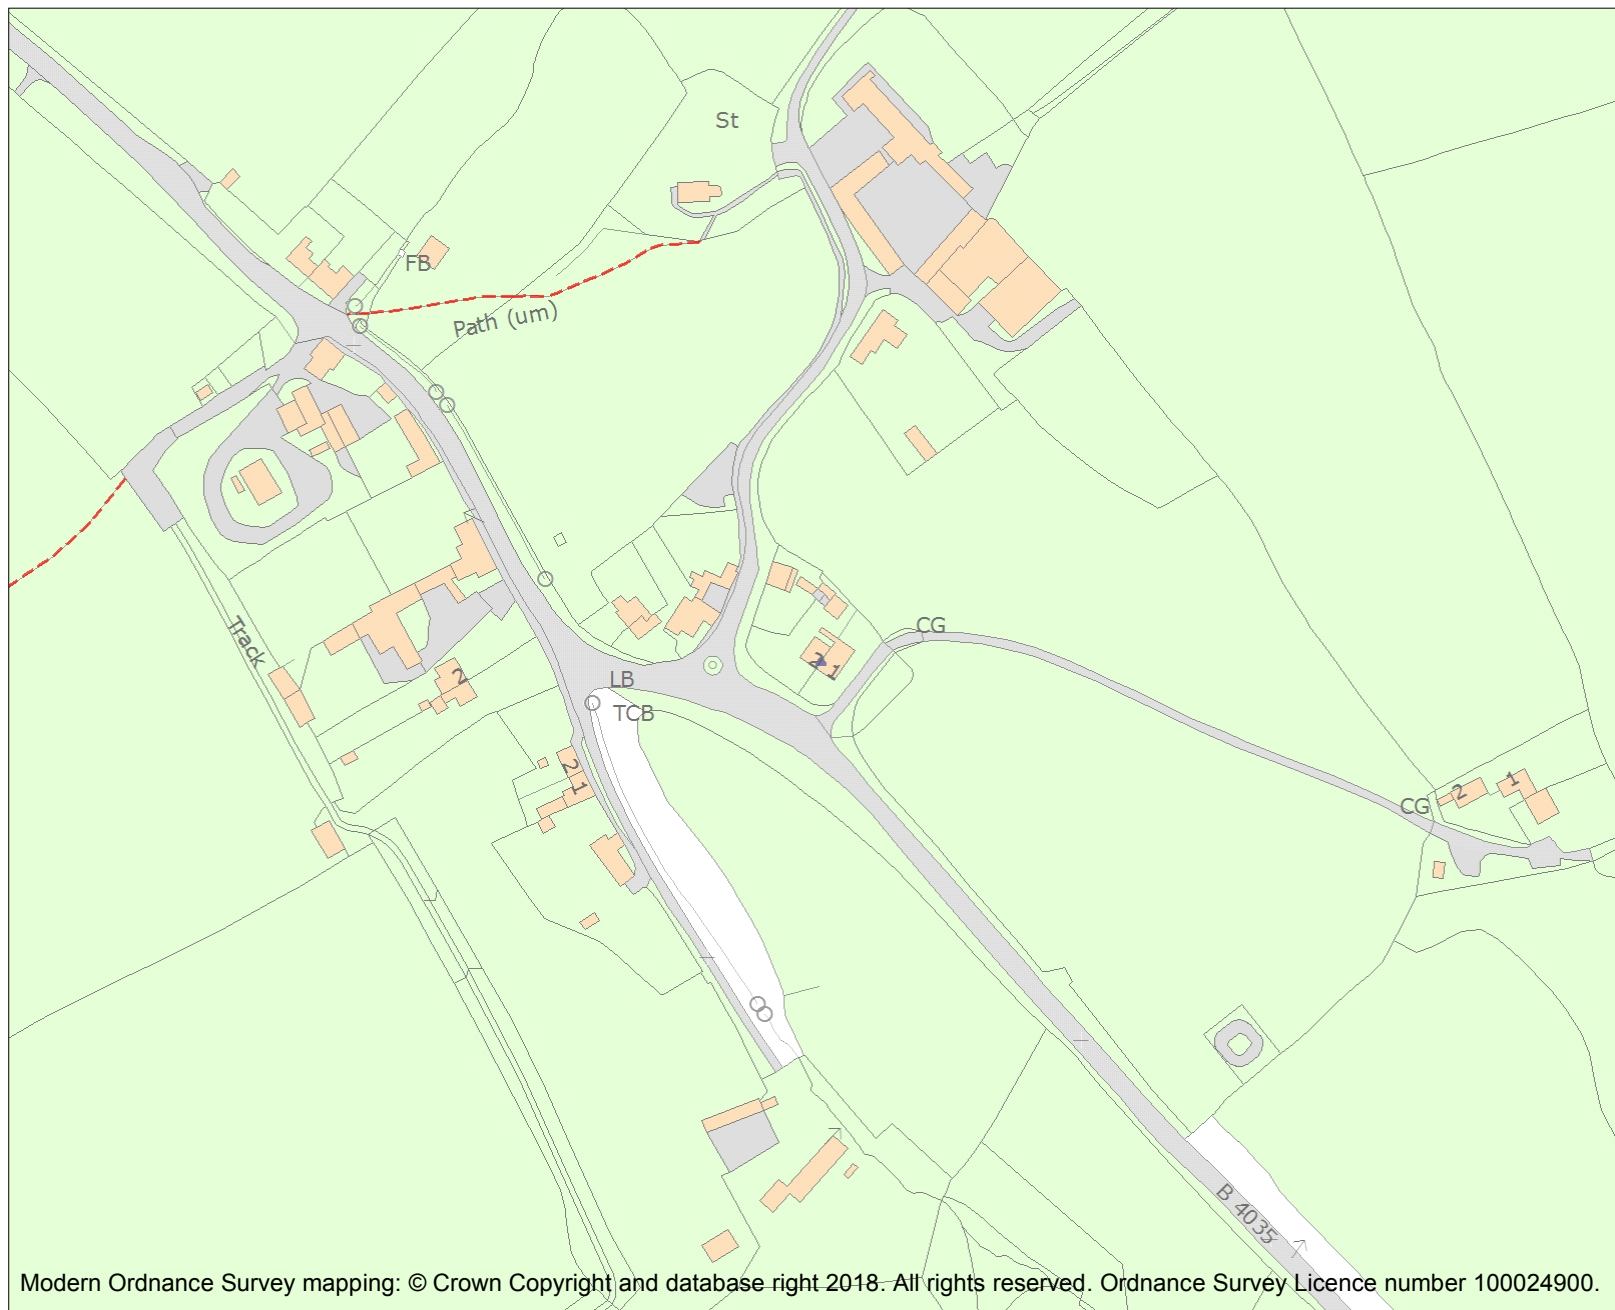 St
FB
Path (um)
Track
2
CG
2
1
LB
TCB
2
1
CG
2
1
B 4035
Modern Ordnance Survey mapping: © Crown Copyright and database right 2018. All rights reserved. Ordnance Survey Licence number 100024900.